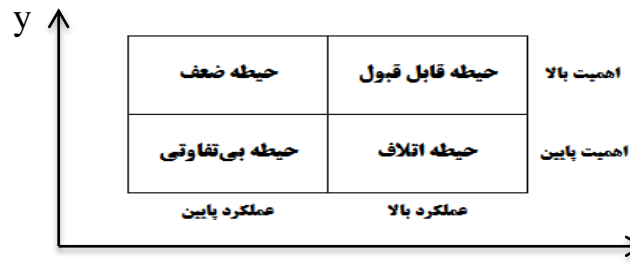 y
اهمیت بالا
حیطه قابل قبول
حیطه ضعف
اهمیت پایین
حیطه اتلاف
حیطه بی‌تفاوتی
عملکرد بالا
عملکرد پایین